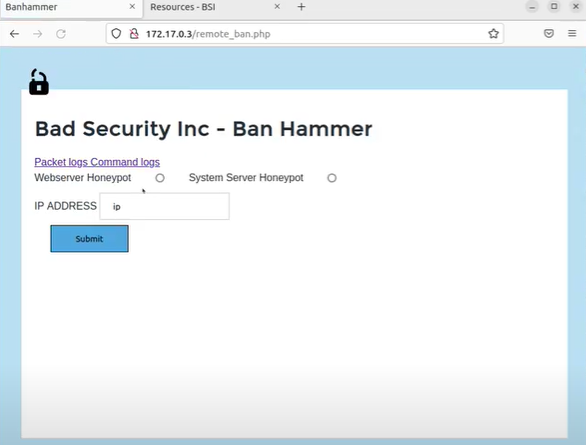 Banhammer
Resources - BSI
172.17.0.3/remote_ban.php
Bad Security Inc - Ban Hammer
Packet logs Command logs
Webserver Honeypot System Server Honeypot
IP ADDRESS ip
Submit